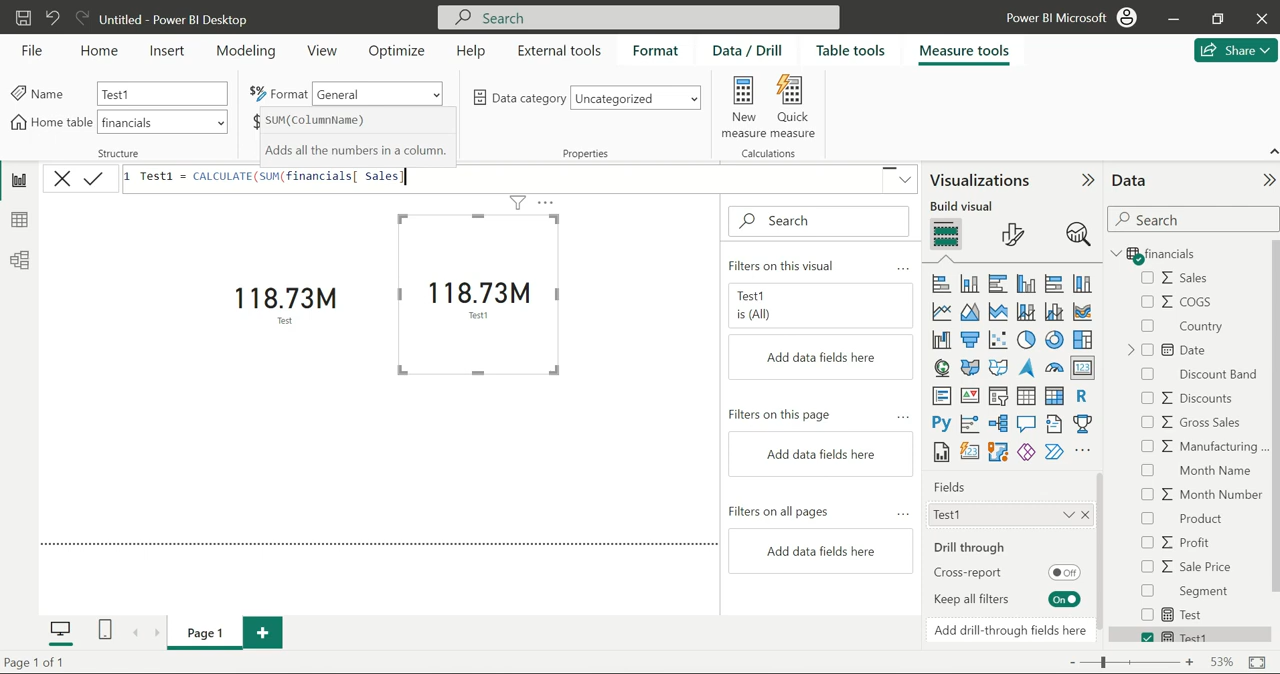 Untitled - Power BI Desktop
Search
Power BI Microsoft
File Home Insert Modeling View Optimize Help External tools Format Data / Drill Table tools Measure tools Share
Name Test1
Home table financials
Structure
$% Format General
SUM(ColumnName)
Adds all the numbers in a column.
Data category Uncategorized
Properties
New measure
Quick measure
Calculations
1 Test1 = CALCULATE(SUM(financials[ Sales]
118.73M
Test
118.73M
Test1
Search
Filters on this visual ...
Test1
is (All)
Add data fields here
Filters on this page ...
Add data fields here
Filters on all pages ...
Add data fields here
Visualizations
Build visual
123
R
Py
Fields
Test1
Drill through
Cross-report Off
Keep all filters On
Add drill-through fields here
Data
Search
financials
Sales
COGS
Country
Date
Discount Band
Discounts
Gross Sales
Manufacturing ...
Month Name
Month Number
Product
Profit
Sale Price
Segment
Test
Test1
Page 1
Page 1 of 1
- + 53%